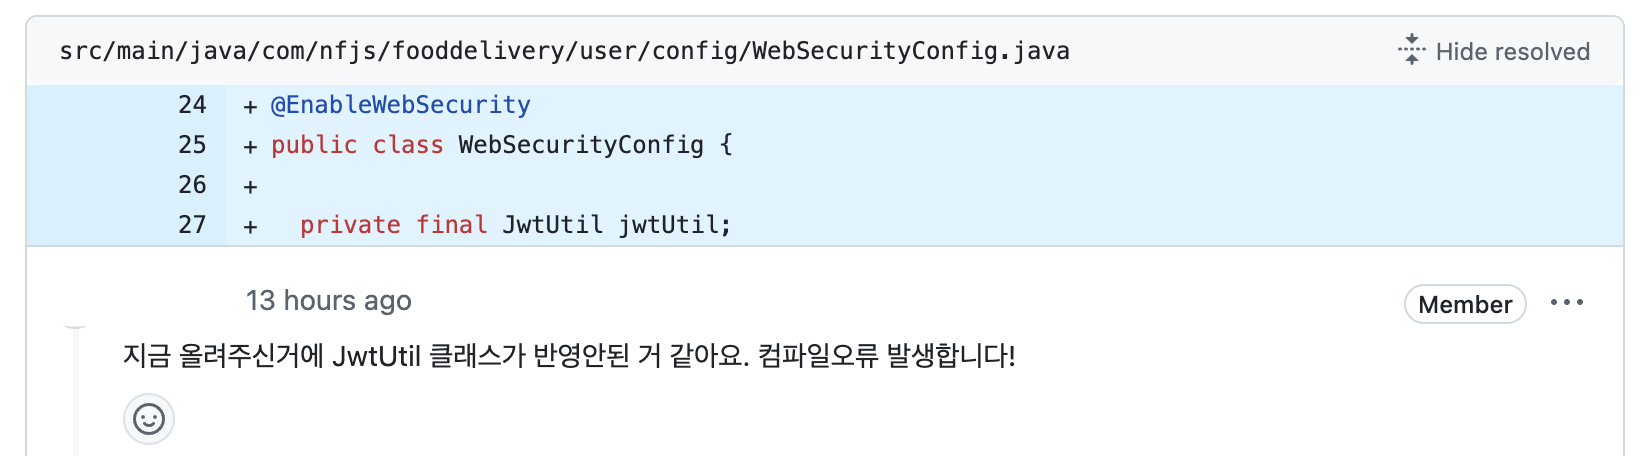 src/main/java/com/nfjs/fooddelivery/user/config/WebSecurityConfig.java Hide resolved
24 + @EnableWebSecurity
25 + public class WebSecurityConfig {
26 +
27 + private final JwtUtil jwtUtil;
13 hours ago Member
지금 올려주신거에 JwtUtil 클래스가 반영안된 거 같아요. 컴파일오류 발생합니다!